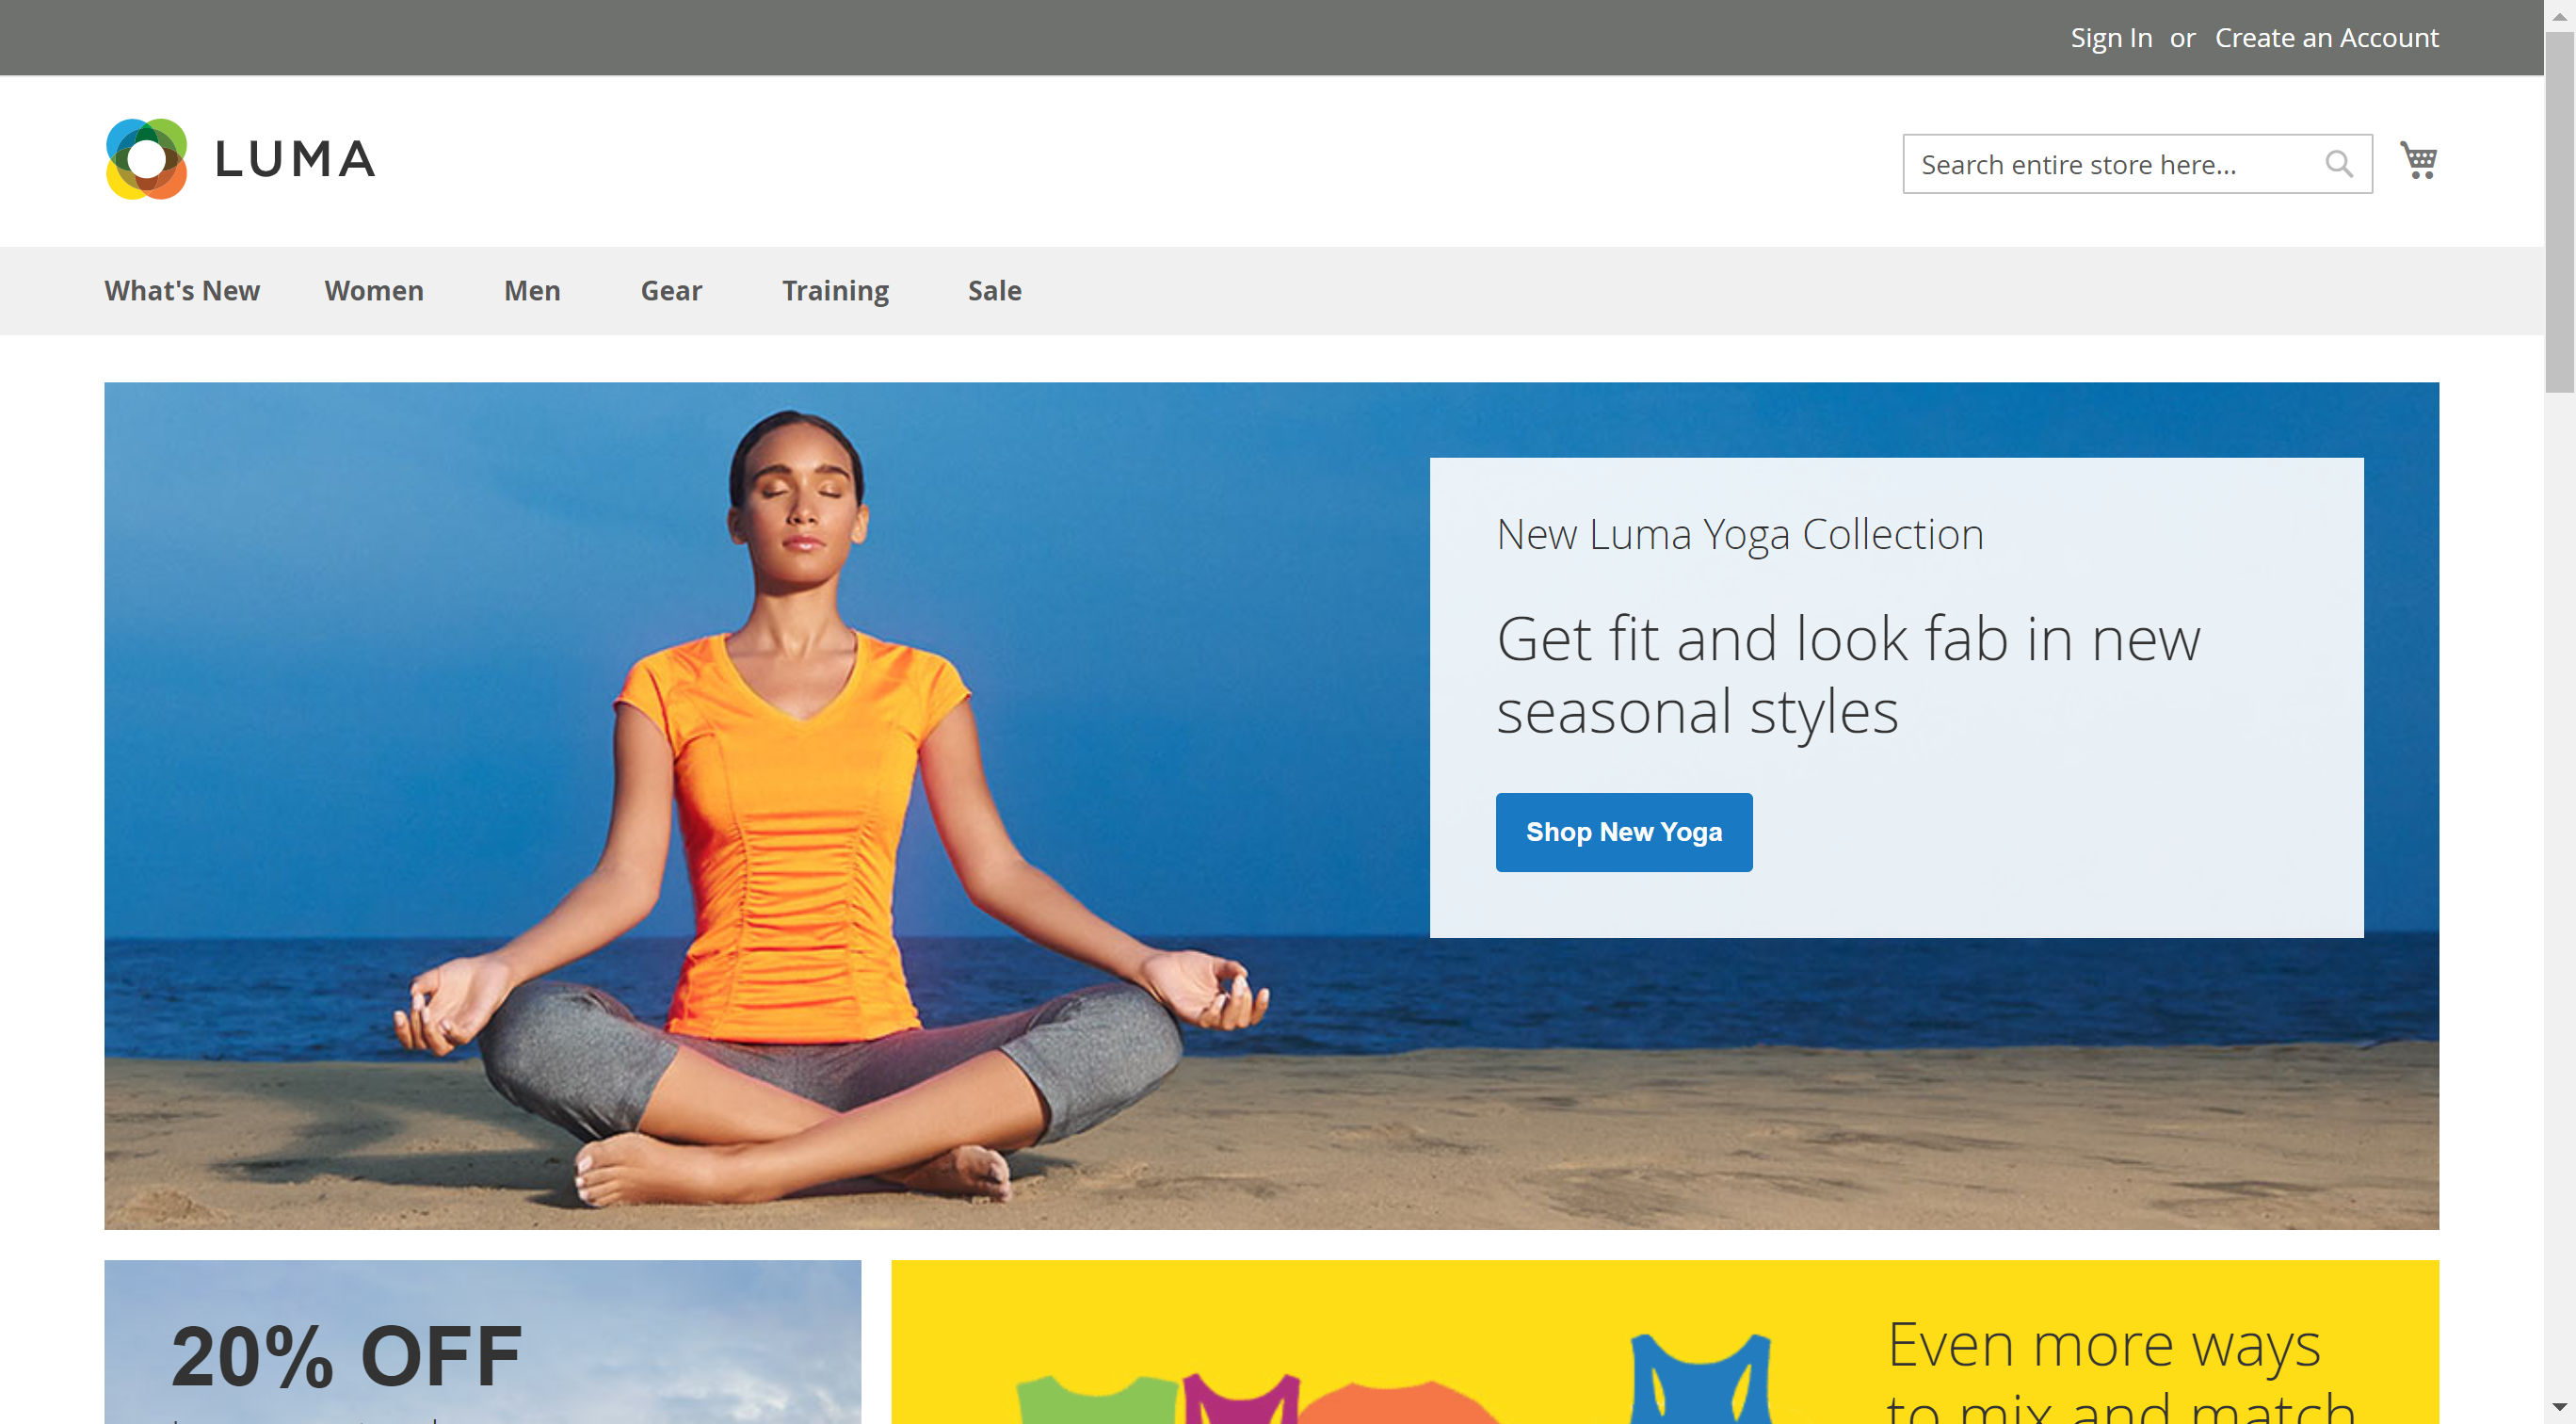 Sign In or Create an Account
LUMA
Search entire store here...
What's New Women Men Gear Training Sale
New Luma Yoga Collection
Get fit and look fab in new
seasonal styles
Shop New Yoga
20% OFF
Even more ways
to mix and match